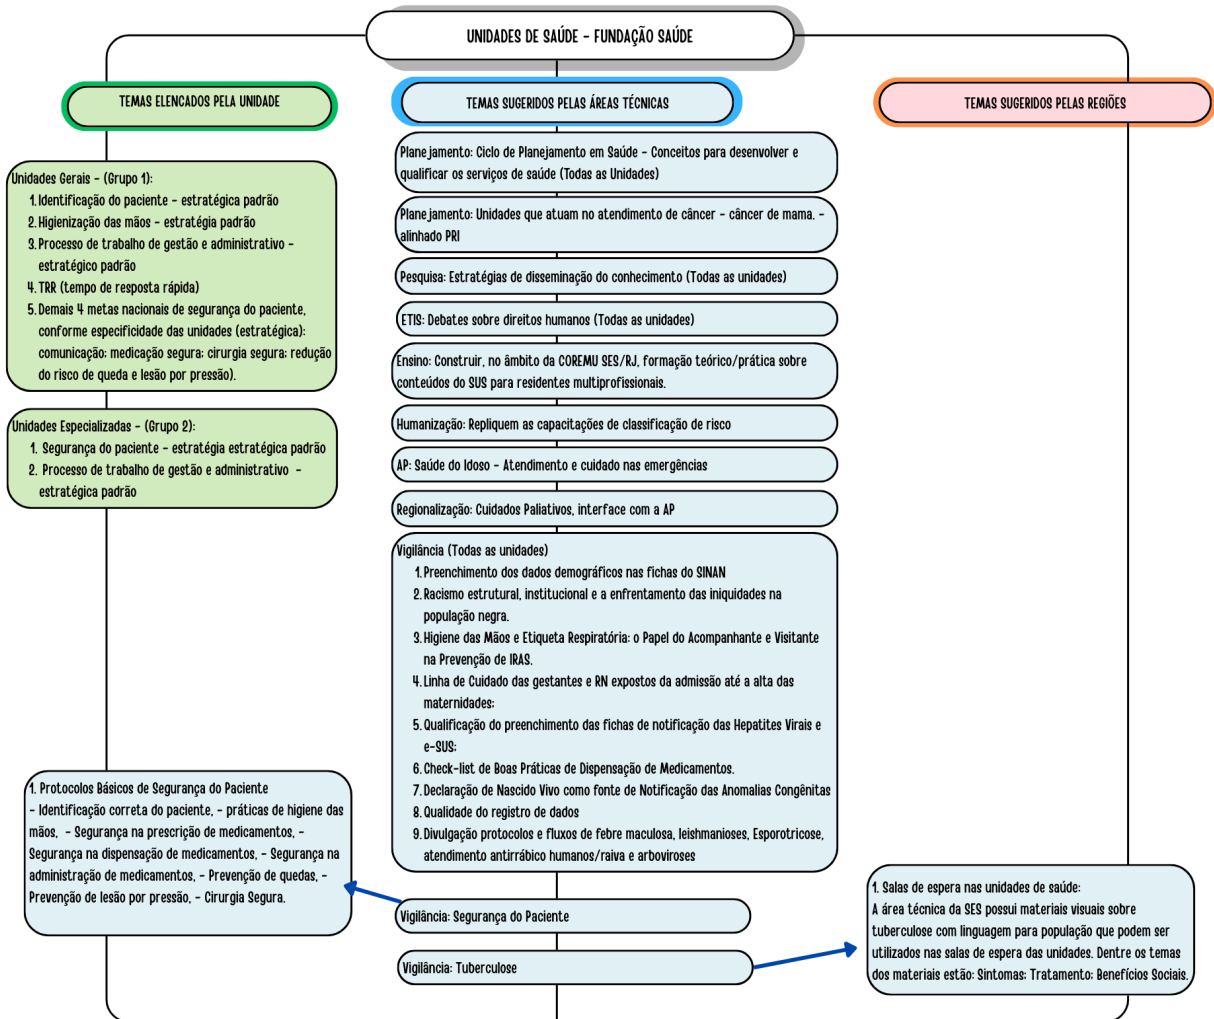 UNIDADES DE SAÚDE - FUNDAÇÃO SAÚDE
TEMAS ELENCADOS PELA UNIDADE
Unidades Gerais - (Grupo 1):
1. Identificação do paciente - estratégica padrão
2. Higienização das mãos - estratégia padrão
3. Processo de trabalho de gestão e administrativo -
estratégico padrão
4. TRR (tempo de resposta rápida)
5. Demais 4 metas nacionais de segurança do paciente,
conforme especificidade das unidades (estratégica):
comunicação; medicação segura; cirurgia segura; redução
do risco de queda e lesão por pressão).
Unidades Especializadas - (Grupo 2):
1. Segurança do paciente - estratégia estratégica padrão
2. Processo de trabalho de gestão e administrativo -
estratégica padrão
1. Protocolos Básicos de Segurança do Paciente
- Identificação correta do paciente, - práticas de higiene das
mãos, - Segurança na prescrição de medicamentos, -
Segurança na dispensação de medicamentos, - Segurança na
administração de medicamentos, - Prevenção de quedas, -
Prevenção de lesão por pressão, - Cirurgia Segura.
TEMAS SUGERIDOS PELAS ÁREAS TÉCNICAS
Planejamento: Ciclo de Planejamento em Saúde - Conceitos para desenvolver e
qualificar os serviços de saúde (Todas as Unidades)
Planejamento: Unidades que atuam no atendimento de câncer - câncer de mama. -
alinhado PRI
Pesquisa: Estratégias de disseminação do conhecimento (Todas as unidades)
ETIS: Debates sobre direitos humanos (Todas as unidades)
Ensino: Construir, no âmbito da COREMU SES/RJ, formação teórico/prática sobre
conteúdos do SUS para residentes multiprofissionais.
Humanização: Repliquem as capacitações de classificação de risco
AP: Saúde do Idoso - Atendimento e cuidado nas emergências
Regionalização: Cuidados Paliativos, interface com a AP
Vigilância (Todas as unidades)
1. Preenchimento dos dados demográficos nas fichas do SINAN
2. Racismo estrutural, institucional e a enfrentamento das iniquidades na
população negra.
3. Higiene das Mãos e Etiqueta Respiratória: o Papel do Acompanhante e Visitante
na Prevenção de IRAS.
4. Linha de Cuidado das gestantes e RN expostos da admissão até a alta das
maternidades;
5. Qualificação do preenchimento das fichas de notificação das Hepatites Virais e
e-SUS;
6. Check-list de Boas Práticas de Dispensação de Medicamentos.
7. Declaração de Nascido Vivo como fonte de Notificação das Anomalias Congênitas
8. Qualidade do registro de dados
9. Divulgação protocolos e fluxos de febre maculosa, leishmanioses, Esporotricose,
atendimento antirrábico humanos/raiva e arboviroses
Vigilância: Segurança do Paciente
Vigilância: Tuberculose
TEMAS SUGERIDOS PELAS REGIÕES
1. Salas de espera nas unidades de saúde:
A área técnica da SES possui materiais visuais sobre
tuberculose com linguagem para população que podem ser
utilizados nas salas de espera das unidades. Dentre os temas
dos materiais estão: Sintomas; Tratamento; Benefícios Sociais.